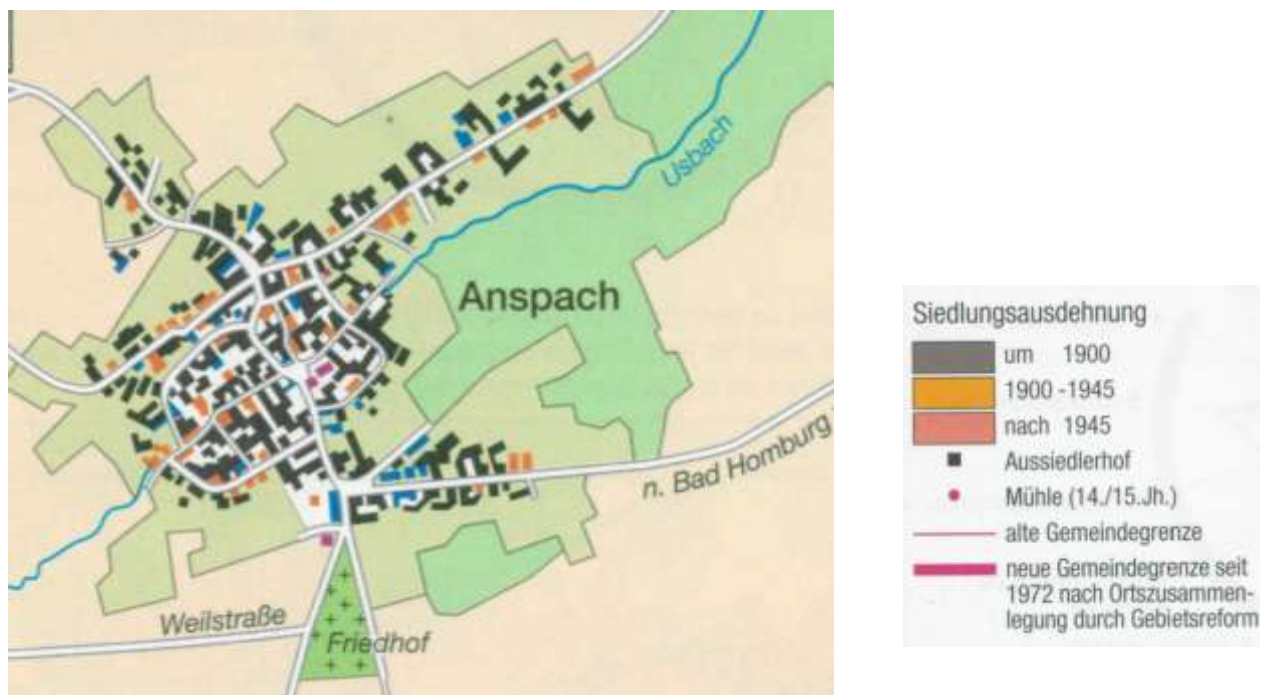 Usbach
Anspach
n. Bad Homburg
Weilstraße
Friedhof
Siedlungsausdehnung
um 1900
1900 -1945
nach 1945
Aussiedlerhof
Mühle (14./15.Jh.)
alte Gemeindegrenze
neue Gemeindegrenze seit
1972 nach Ortszusammen-
legung durch Gebietsreform